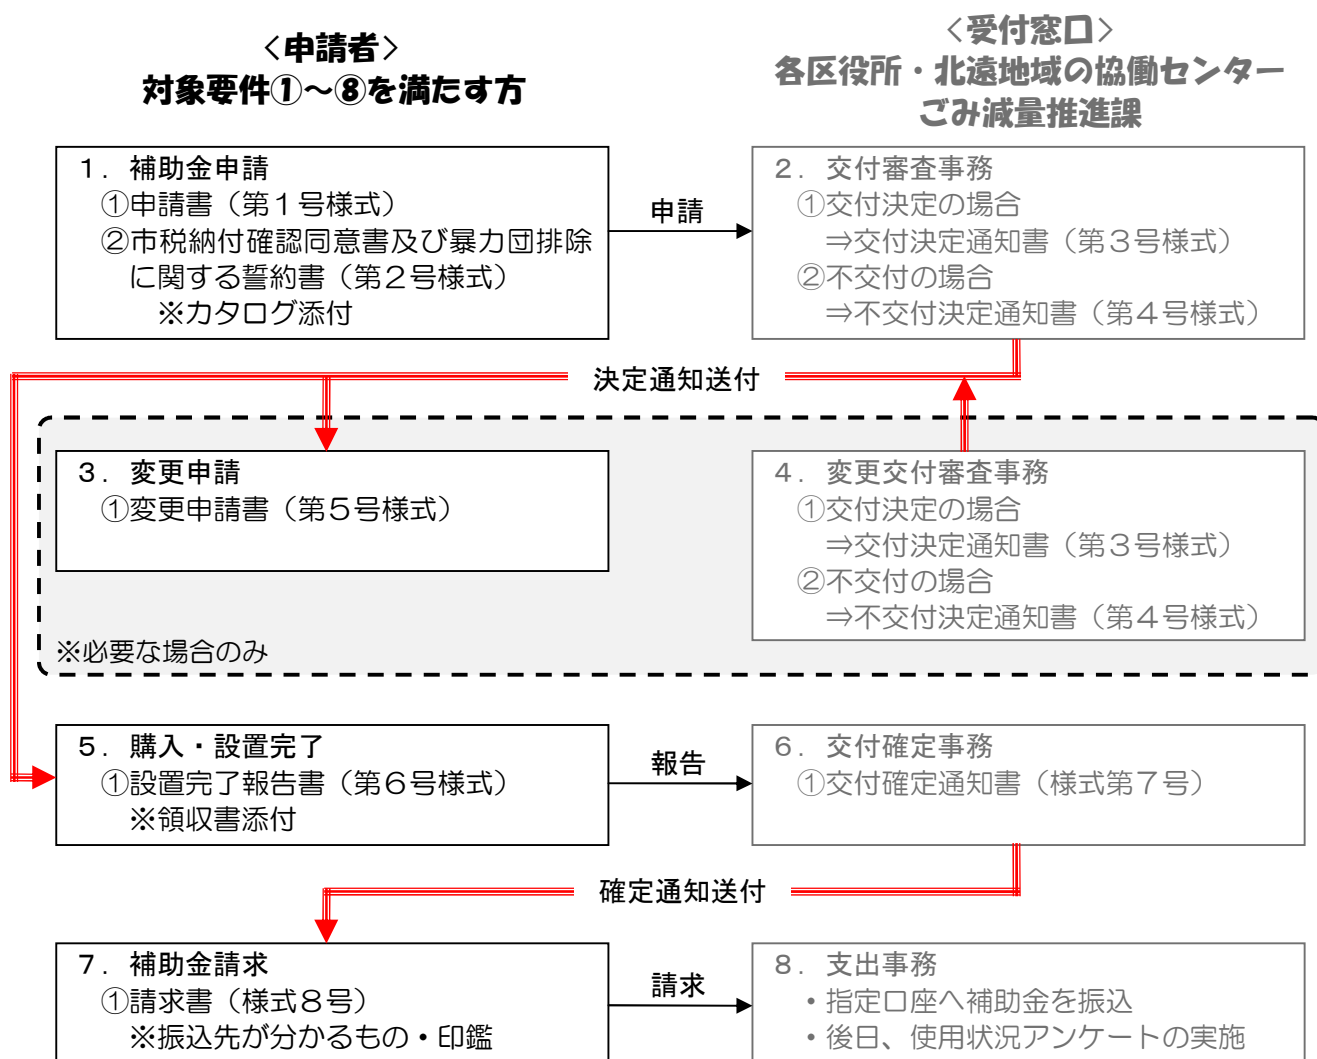 ＜申請者＞
対象要件①～⑧を満たす方
＜受付窓口＞
各区役所・北遠地域の協働センター
ごみ減量推進課
１．補助金申請
①申請書（第１号様式）
②市税納付確認同意書及び暴力団排除
に関する誓約書（第２号様式）
※カタログ添付
申請
２．交付審査事務
①交付決定の場合
⇒交付決定通知書（第３号様式）
②不交付の場合
⇒不交付決定通知書（第４号様式）
決定通知送付
３．変更申請
①変更申請書（第５号様式）
４．変更交付審査事務
①交付決定の場合
⇒交付決定通知書（第３号様式）
②不交付の場合
⇒不交付決定通知書（第４号様式）
※必要な場合のみ
５．購入・設置完了
①設置完了報告書（第６号様式）
※領収書添付
報告
６．交付確定事務
①交付確定通知書（様式第７号）
確定通知送付
７．補助金請求
①請求書（様式８号）
※振込先が分かるもの・印鑑
請求
８．支出事務
・指定口座へ補助金を振込
・後日、使用状況アンケートの実施